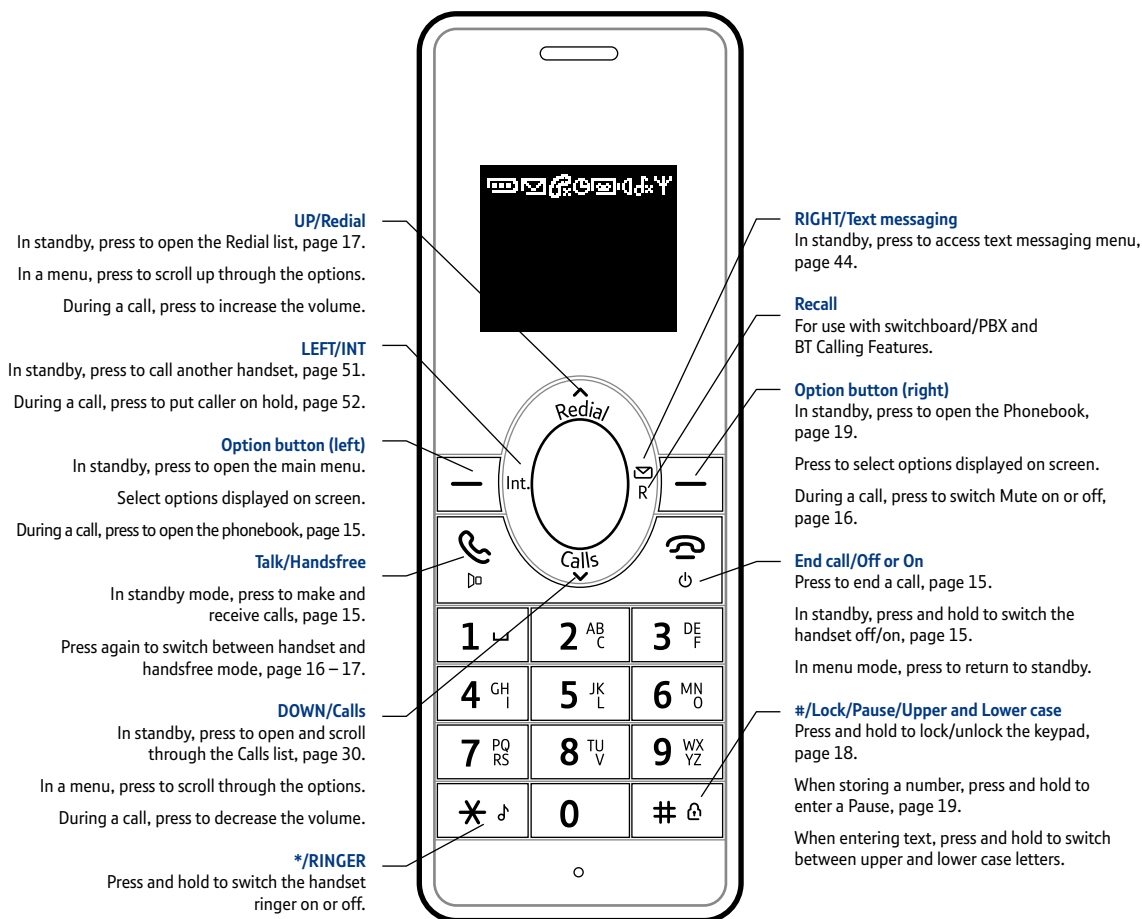 UP/Redial
In standby, press to open the Redial list, page 17.
In a menu, press to scroll up through the options.
During a call, press to increase the volume.
LEFT/INT
In standby, press to call another handset, page 51.
During a call, press to put caller on hold, page 52.
Option button (left)
In standby, press to open the main menu.
Select options displayed on screen.
During a call, press to open the phonebook, page 15.
Talk/Handsfree
In standby mode, press to make and
receive calls, page 15.
Press again to switch between handset and
handsfree mode, page 16 – 17.
DOWN/Calls
In standby, press to open and scroll
through the Calls list, page 30.
In a menu, press to scroll through the options.
During a call, press to decrease the volume.
*/RINGER
Press and hold to switch the handset
ringer on or off.
Redial
Int.
R
Calls
1
2 ABC
3 DEF
4 GHI
5 JKL
6 MNO
7 PQRS
8 TUV
9 WXYZ
*
0
#
RIGHT/Text messaging
In standby, press to access text messaging menu,
page 44.
Recall
For use with switchboard/PBX and
BT Calling Features.
Option button (right)
In standby, press to open the Phonebook,
page 19.
Press to select options displayed on screen.
During a call, press to switch Mute on or off,
page 16.
End call/Off or On
Press to end a call, page 15.
In standby, press and hold to switch the
handset off/on, page 15.
In menu mode, press to return to standby.
#/Lock/Pause/Upper and Lower case
Press and hold to lock/unlock the keypad,
page 18.
When storing a number, press and hold to
enter a Pause, page 19.
When entering text, press and hold to switch
between upper and lower case letters.